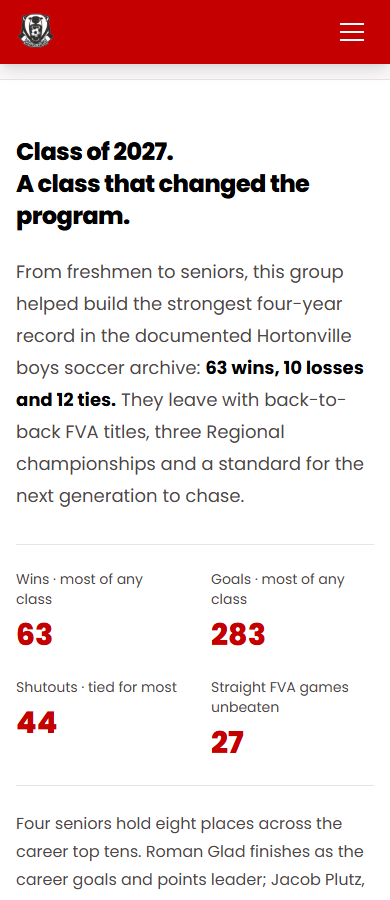 Class of 2027.
A class that changed the
program.
From freshmen to seniors, this group
helped build the strongest four-year
record in the documented Hortonville
boys soccer archive: 63 wins, 10 losses
and 12 ties. They leave with back-to-
back FVA titles, three Regional
championships and a standard for the
next generation to chase.
Wins · most of any
class
63
Goals · most of any
class
283
Shutouts · tied for most
44
Straight FVA games
unbeaten
27
Four seniors hold eight places across the
career top tens. Roman Glad finishes as the
career goals and points leader; Jacob Plutz,